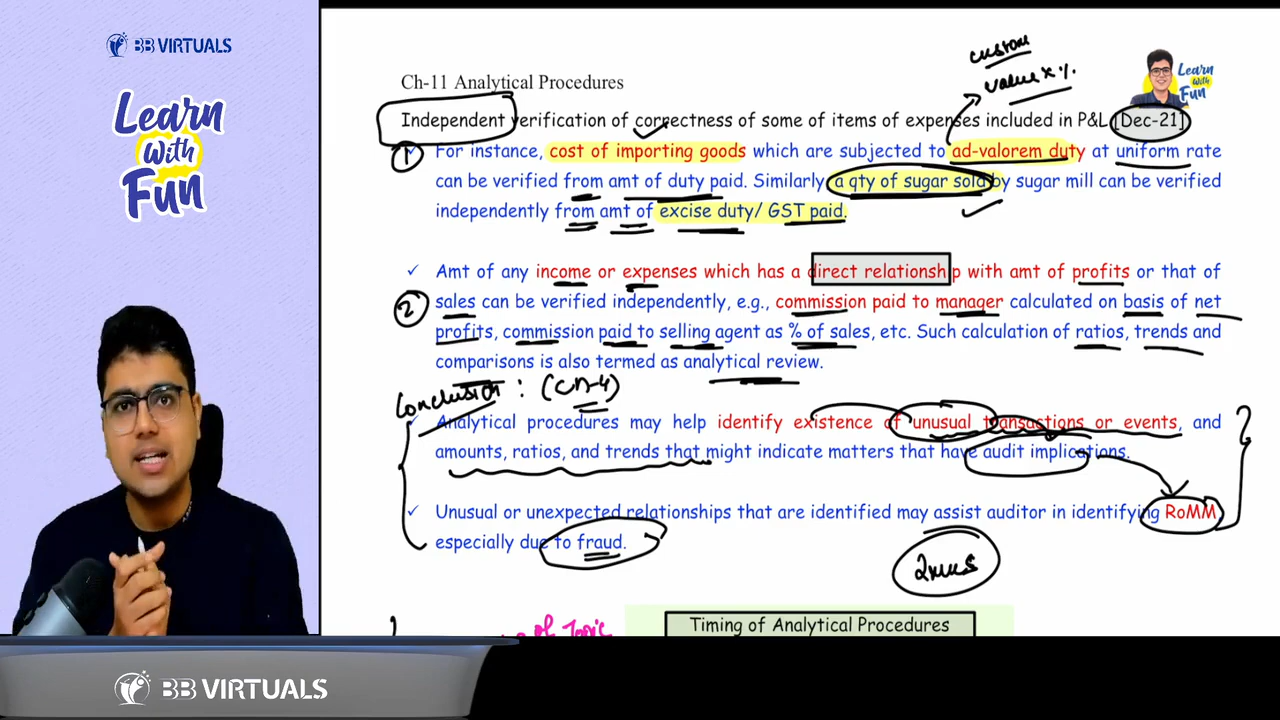 BB VIRTUALS
Learn
With
Fun
custom
value x %
Learn
With
Fun
Ch-11 Analytical Procedures
Independent verification of correctness of some of items of expenses included in P&L [Dec-21]
1 ✓ For instance, cost of importing goods which are subjected to ad-valorem duty at uniform rate
can be verified from amt of duty paid. Similarly a qty of sugar sold by sugar mill can be verified
independently from amt of excise duty/ GST paid.
✓ Amt of any income or expenses which has a direct relationship with amt of profits or that of
2 sales can be verified independently, e.g., commission paid to manager calculated on basis of net
profits, commission paid to selling agent as % of sales, etc. Such calculation of ratios, trends and
comparisons is also termed as analytical review.
Conclusion : (CH-4)
✓ Analytical procedures may help identify existence of unusual transactions or events, and
amounts, ratios, and trends that might indicate matters that have audit implications.
✓ Unusual or unexpected relationships that are identified may assist auditor in identifying RoMM
especially due to fraud.
of Topic
Timing of Analytical Procedures
BB VIRTUALS